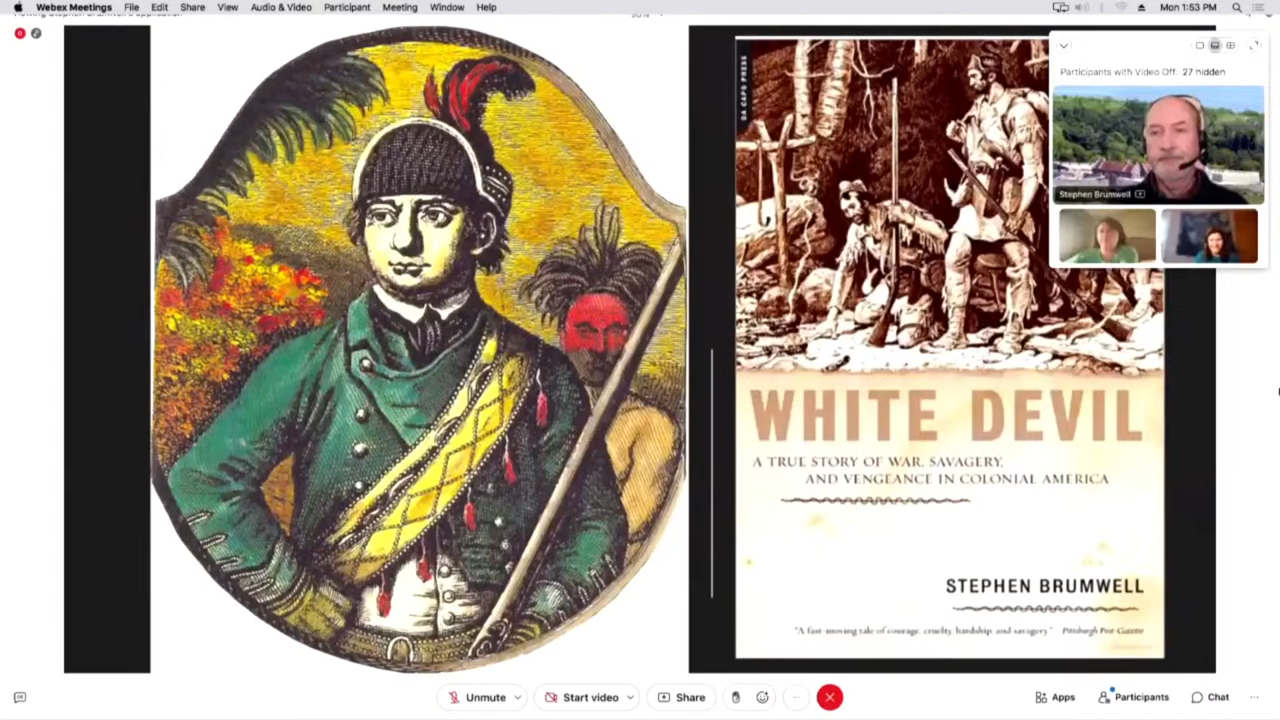 Webex Meetings File Edit Share View Audio & Video Participant Meeting Window Help
Mon 1:53 PM
Participants with Video Off: 27 hidden
Stephen Brumwell
DA CAPO PRESS
WHITE DEVIL
A TRUE STORY OF WAR, SAVAGERY,
AND VENGEANCE IN COLONIAL AMERICA
STEPHEN BRUMWELL
"A fast-moving tale of courage, cruelty, hardship, and savagery." Pittsburgh Post-Gazette
Unmute Start video Share Apps Participants Chat